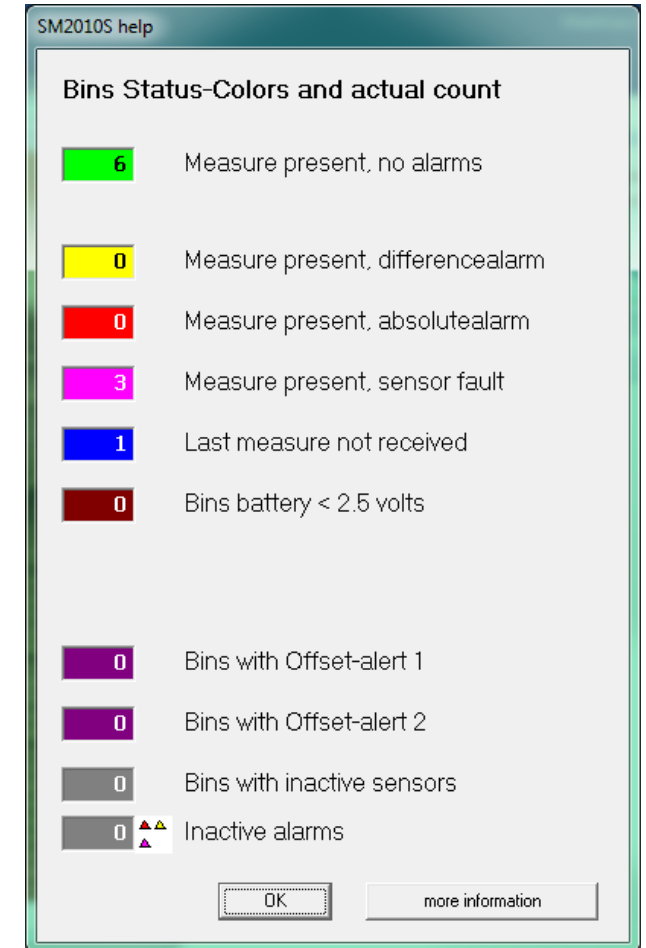 SM2010S help
Bins Status-Colors and actual count
6 Measure present, no alarms
0 Measure present, differencealarm
0 Measure present, absolutealarm
3 Measure present, sensor fault
1 Last measure not received
0 Bins battery < 2.5 volts
0 Bins with Offset-alert 1
0 Bins with Offset-alert 2
0 Bins with inactive sensors
0 Inactive alarms
OK more information